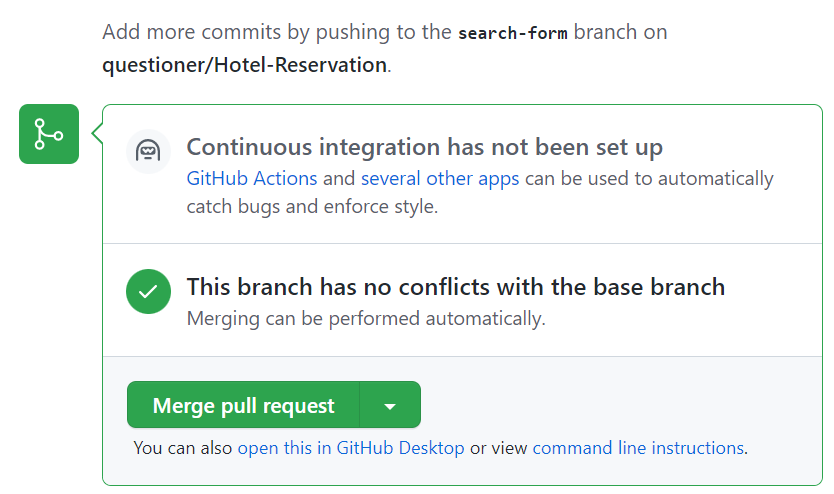 Add more commits by pushing to the search-form branch on
questioner/Hotel-Reservation.
Continuous integration has not been set up
GitHub Actions and several other apps can be used to automatically
catch bugs and enforce style.
This branch has no conflicts with the base branch
Merging can be performed automatically.
Merge pull request
You can also open this in GitHub Desktop or view command line instructions.